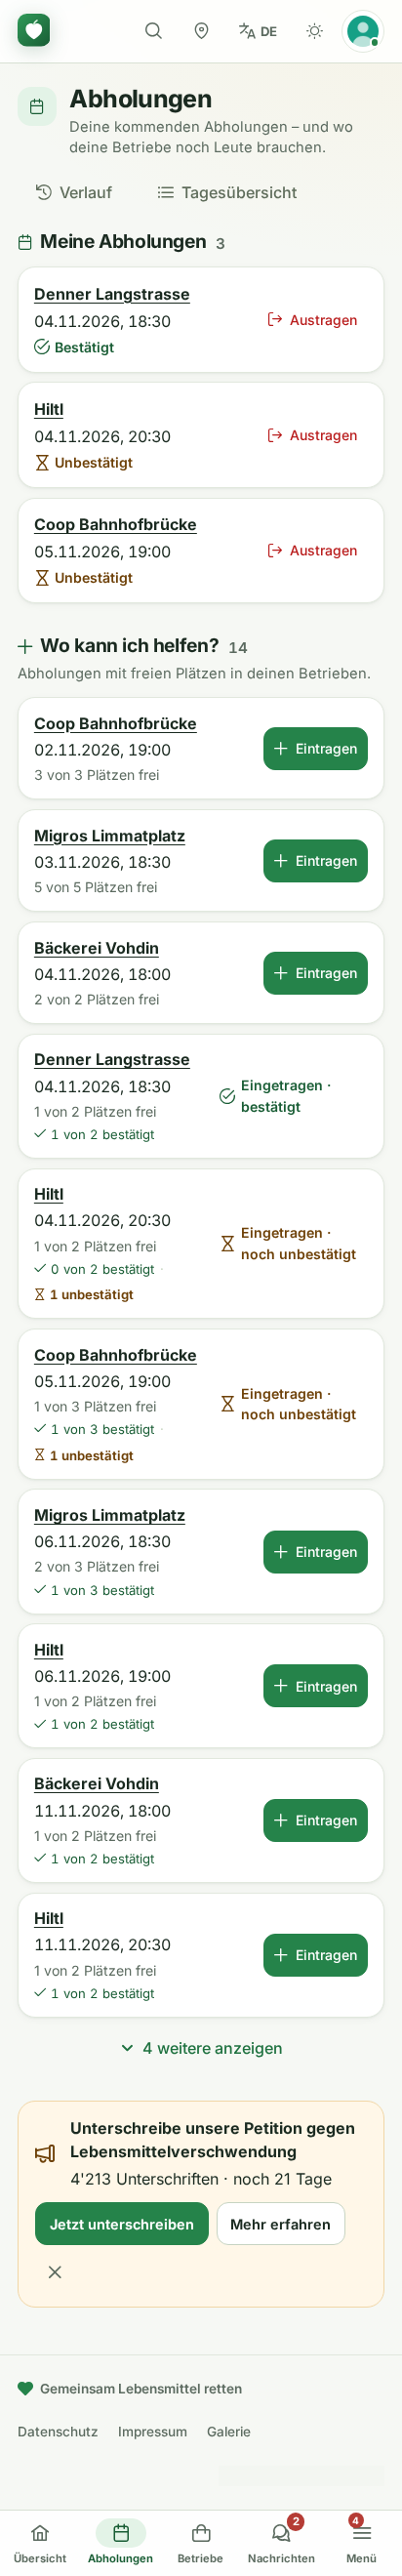 DE
Abholungen
Deine kommenden Abholungen – und wo
deine Betriebe noch Leute brauchen.
Verlauf
Tagesübersicht
Meine Abholungen 3
Denner Langstrasse
04.11.2026, 18:30
Bestätigt
Austragen
Hiltl
04.11.2026, 20:30
Unbestätigt
Austragen
Coop Bahnhofbrücke
05.11.2026, 19:00
Unbestätigt
Austragen
Wo kann ich helfen? 14
Abholungen mit freien Plätzen in deinen Betrieben.
Coop Bahnhofbrücke
02.11.2026, 19:00
3 von 3 Plätzen frei
Eintragen
Migros Limmatplatz
03.11.2026, 18:30
5 von 5 Plätzen frei
Eintragen
Bäckerei Vohdin
04.11.2026, 18:00
2 von 2 Plätzen frei
Eintragen
Denner Langstrasse
04.11.2026, 18:30
1 von 2 Plätzen frei
1 von 2 bestätigt
Eingetragen ·
bestätigt
Hiltl
04.11.2026, 20:30
1 von 2 Plätzen frei
0 von 2 bestätigt ·
1 unbestätigt
Eingetragen ·
noch unbestätigt
Coop Bahnhofbrücke
05.11.2026, 19:00
1 von 3 Plätzen frei
1 von 3 bestätigt ·
1 unbestätigt
Eingetragen ·
noch unbestätigt
Migros Limmatplatz
06.11.2026, 18:30
2 von 3 Plätzen frei
1 von 3 bestätigt
Eintragen
Hiltl
06.11.2026, 19:00
1 von 2 Plätzen frei
1 von 2 bestätigt
Eintragen
Bäckerei Vohdin
11.11.2026, 18:00
1 von 2 Plätzen frei
1 von 2 bestätigt
Eintragen
Hiltl
11.11.2026, 20:30
1 von 2 Plätzen frei
1 von 2 bestätigt
Eintragen
4 weitere anzeigen
Unterschreibe unsere Petition gegen
Lebensmittelverschwendung
4'213 Unterschriften · noch 21 Tage
Jetzt unterschreiben
Mehr erfahren
Gemeinsam Lebensmittel retten
Datenschutz
Impressum
Galerie
Übersicht
Abholungen
Betriebe
2
Nachrichten
4
Menü